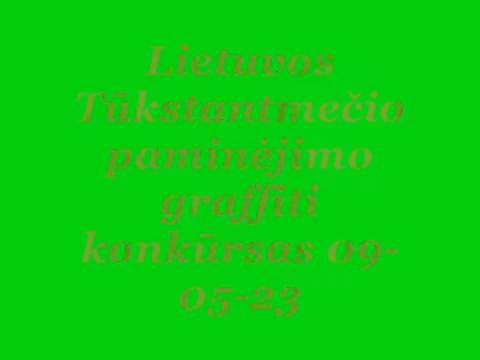 Lietuvos
Tūkstantmečio
paminėjimo
graffiti
konkūrsas 09-
05-23